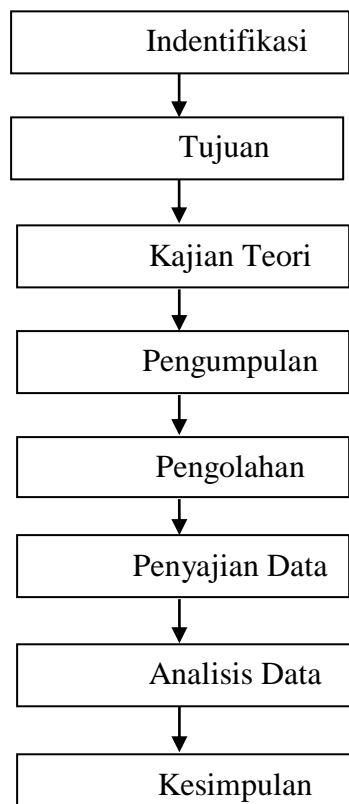 Indentifikasi
Tujuan
Kajian Teori
Pengumpulan
Pengolahan
Penyajian Data
Analisis Data
Kesimpulan